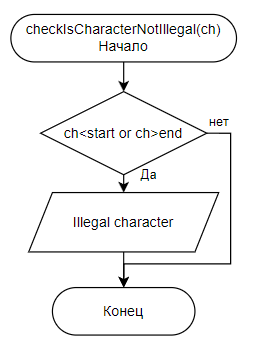 checkIsCharacterNotIllegal(ch)
Начало
ch<start or ch>end
нет
Да
Illegal character
Конец